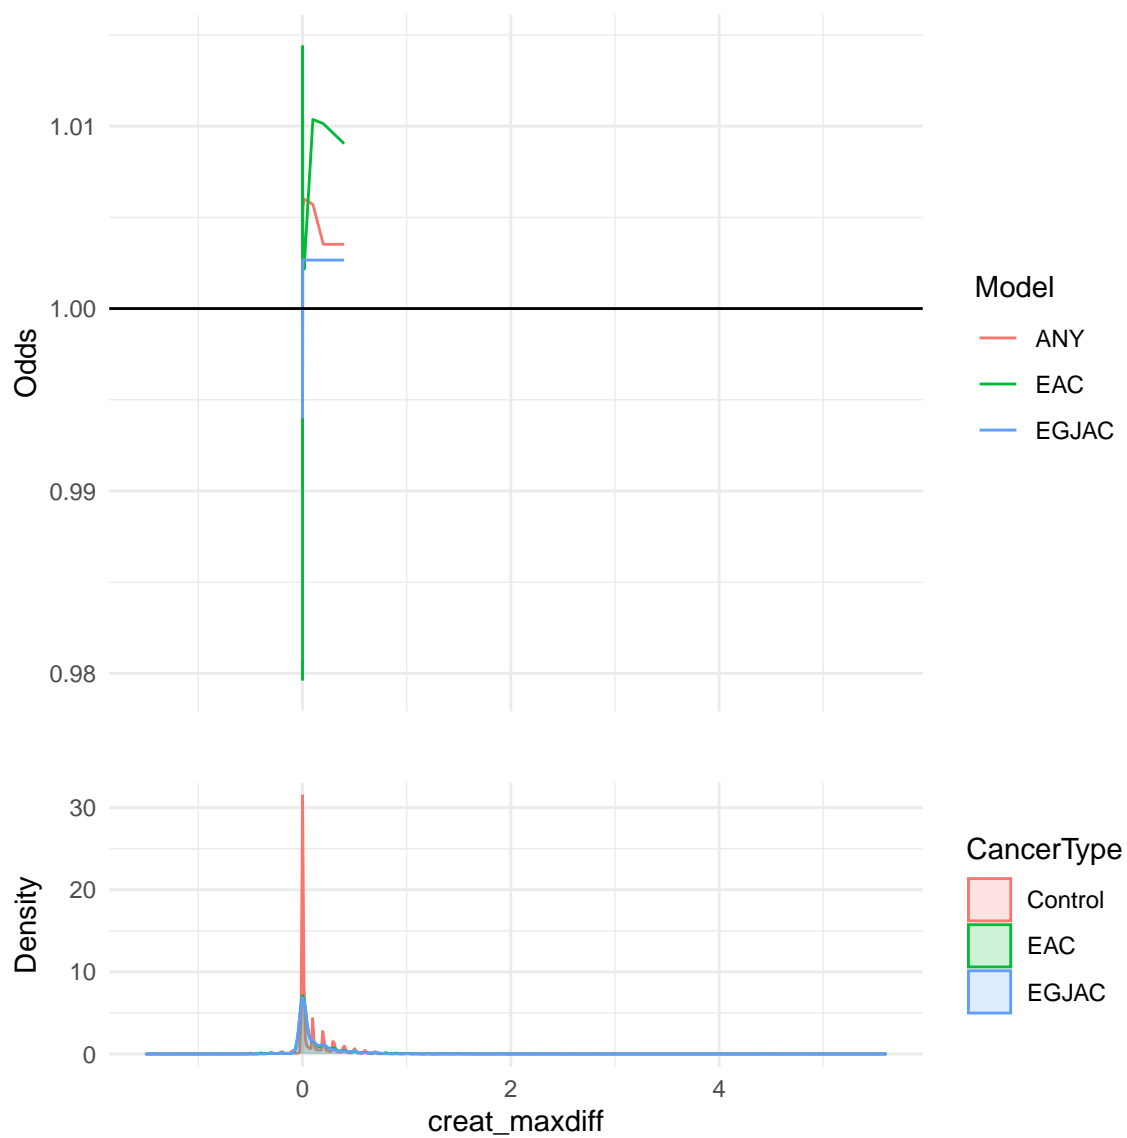 1.01
1.00
0.99
0.98
Odds
Model
ANY
EAC
EGJAC
30
20
10
0
Density
0
2
4
creat_maxdiff
CancerType
Control
EAC
EGJAC